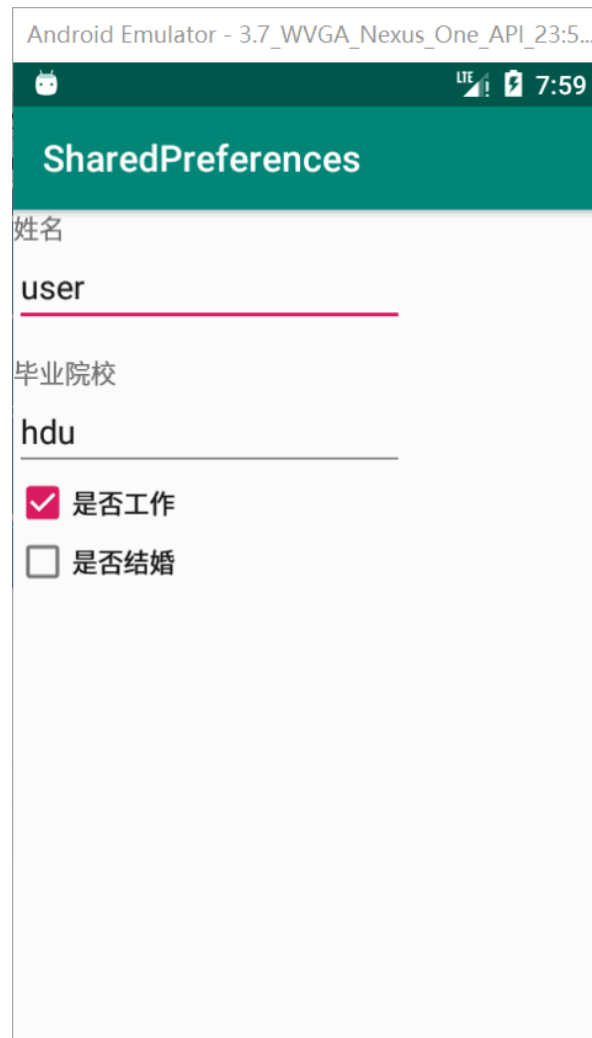 Android Emulator - 3.7_WVGA_Nexus_One_API_23:5...
LTE 7:59
SharedPreferences
姓名
user
毕业院校
hdu
是否工作
是否结婚